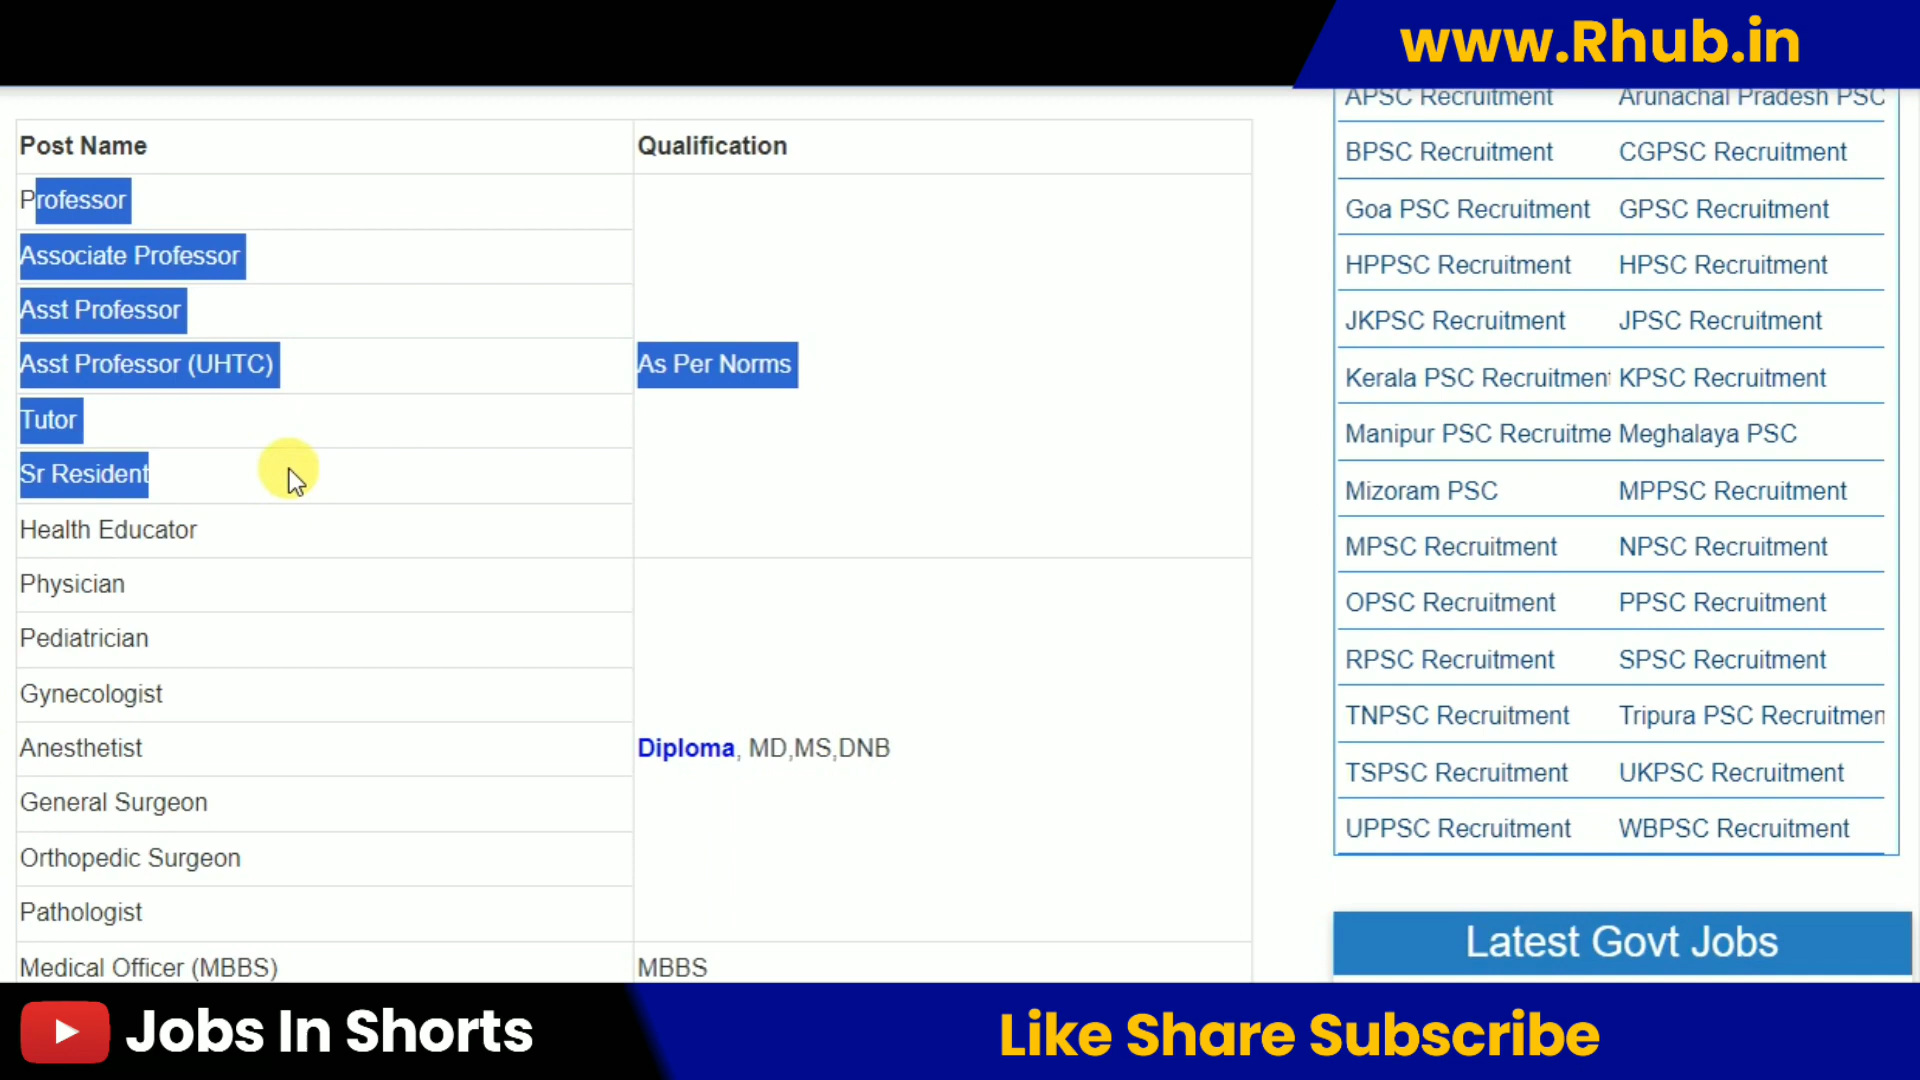 www.Rhub.in
Post Name
Qualification
Professor
Associate Professor
Asst Professor
Asst Professor (UHTC)
As Per Norms
Tutor
Sr Resident
Health Educator
Physician
Pediatrician
Gynecologist
Anesthetist
Diploma, MD,MS,DNB
General Surgeon
Orthopedic Surgeon
Pathologist
Medical Officer (MBBS)
MBBS
APSC Recruitment
Arunachal Pradesh PSC
BPSC Recruitment
CGPSC Recruitment
Goa PSC Recruitment
GPSC Recruitment
HPPSC Recruitment
HPSC Recruitment
JKPSC Recruitment
JPSC Recruitment
Kerala PSC Recruitment
KPSC Recruitment
Manipur PSC Recruitme
Meghalaya PSC
Mizoram PSC
MPPSC Recruitment
MPSC Recruitment
NPSC Recruitment
OPSC Recruitment
PPSC Recruitment
RPSC Recruitment
SPSC Recruitment
TNPSC Recruitment
Tripura PSC Recruitmen
TSPSC Recruitment
UKPSC Recruitment
UPPSC Recruitment
WBPSC Recruitment
Latest Govt Jobs
Jobs In Shorts
Like Share Subscribe